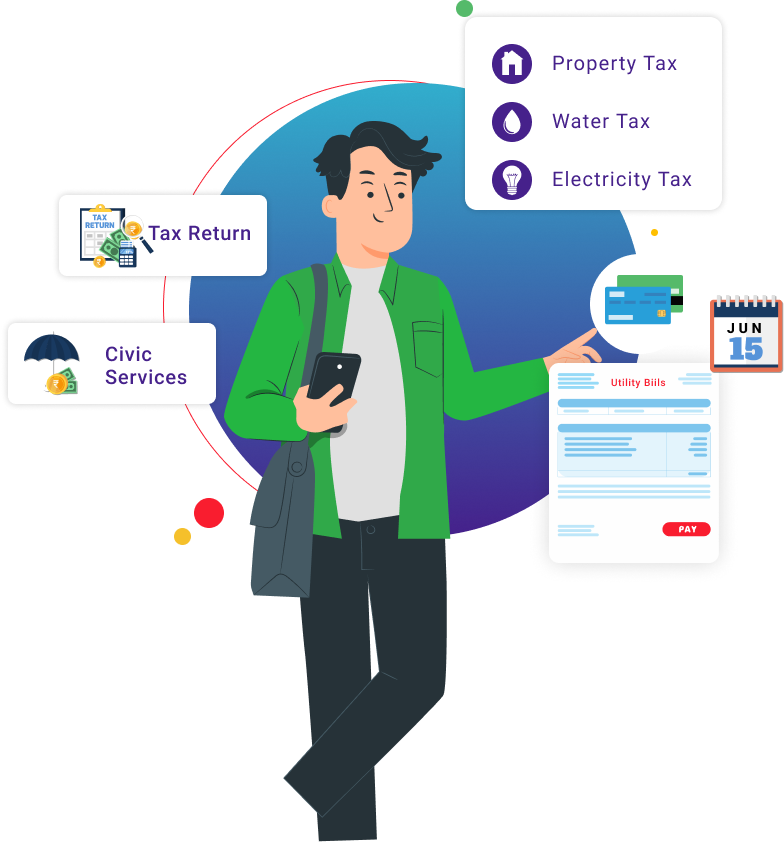 Property Tax
Water Tax
Electricity Tax
TAX
RETURN
Tax Return
Civic
Services
JUN
15
Utility Biils
PAY